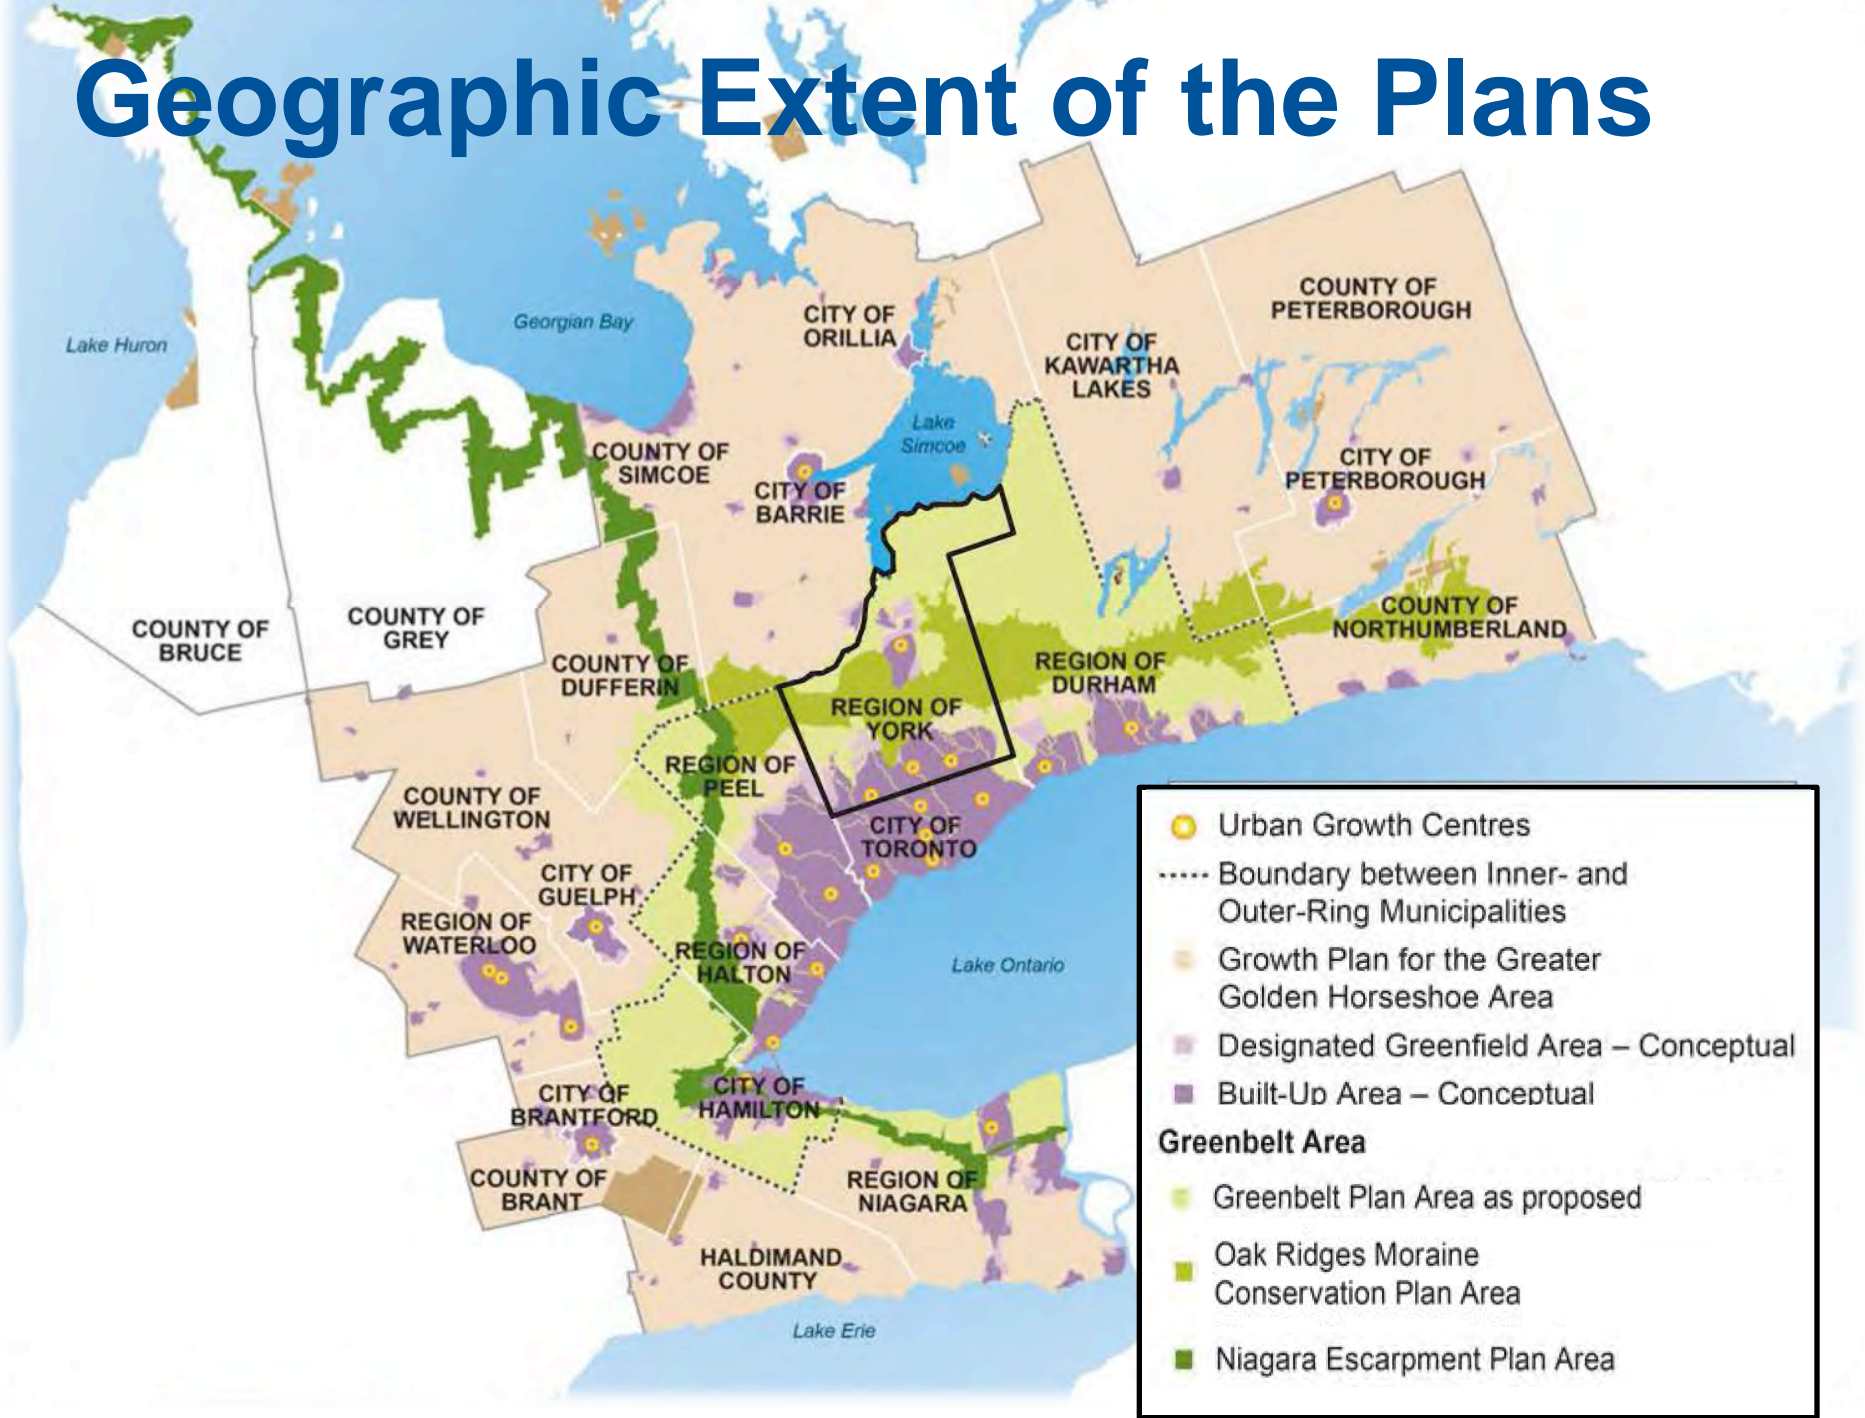 Geographic Extent of the Plans
COUNTY OF
PETERBOROUGH
Georgian Bay
CITY OF
ORILLIA
Lake Huron
CITY OF
KAWARTHA
LAKES
Lake
Simcoe
COUNTY OF
SIMCOE
CITY OF
PETERBOROUGH
CITY OF
BARRIE
COUNTY OF
BRUCE
COUNTY OF
GREY
COUNTY OF
NORTHUMBERLAND
COUNTY OF
DUFFERIN
REGION OF
DURHAM
REGION OF
YORK
REGION OF
PEEL
COUNTY OF
WELLINGTON
CITY OF
TORONTO
CITY OF
GUELPH
REGION OF
WATERLOO
REGION OF
HALTON
Lake Ontario
CITY OF
BRANTFORD
CITY OF
HAMILTON
COUNTY OF
BRANT
REGION OF
NIAGARA
HALDIMAND
COUNTY
Lake Erie
Urban Growth Centres
Boundary between Inner- and
Outer-Ring Municipalities
Growth Plan for the Greater
Golden Horseshoe Area
Designated Greenfield Area – Conceptual
Built-Up Area – Conceptual
Greenbelt Area
Greenbelt Plan Area as proposed
Oak Ridges Moraine
Conservation Plan Area
Niagara Escarpment Plan Area